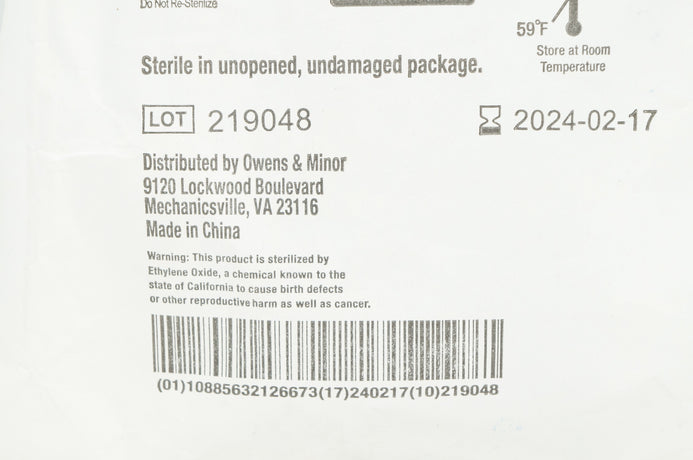 Do Not Re-Sterilize
59°F
Store at Room
Temperature
Sterile in unopened, undamaged package.
LOT 219048
2024-02-17
Distributed by Owens & Minor
9120 Lockwood Boulevard
Mechanicsville, VA 23116
Made in China
Warning: This product is sterilized by
Ethylene Oxide, a chemical known to the
state of California to cause birth defects
or other reproductive harm as well as cancer.
(01)10885632126673(17)240217(10)219048